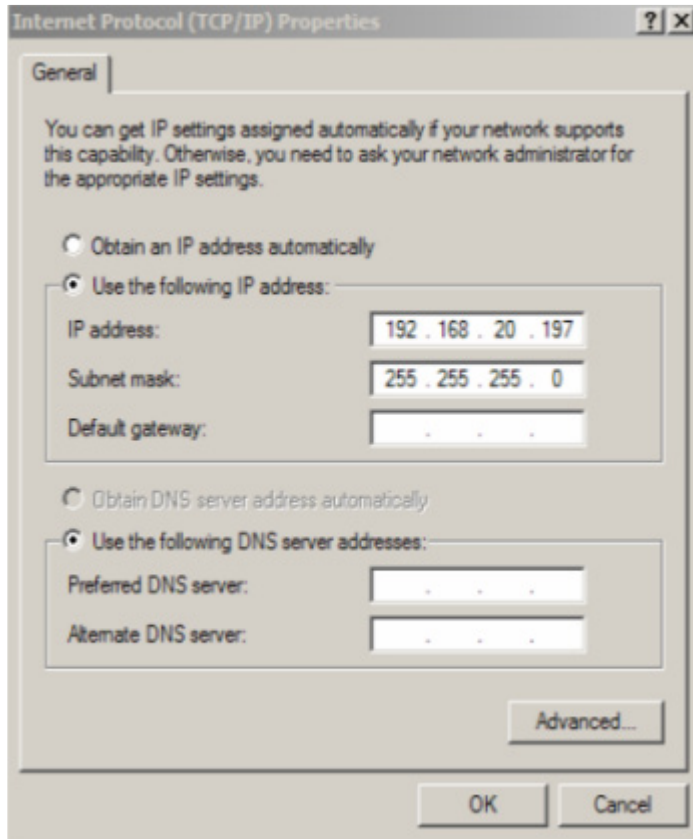 Internet Protocol (TCP/IP) Properties
General
You can get IP settings assigned automatically if your network supports
this capability. Otherwise, you need to ask your network administrator for
the appropriate IP settings.
Obtain an IP address automatically
Use the following IP address:
IP address: 192 . 168 . 20 . 197
Subnet mask: 255 . 255 . 255 . 0
Default gateway: . . .
Obtain DNS server address automatically
Use the following DNS server addresses:
Preferred DNS server: . . .
Alternate DNS server: . . .
Advanced...
OK Cancel